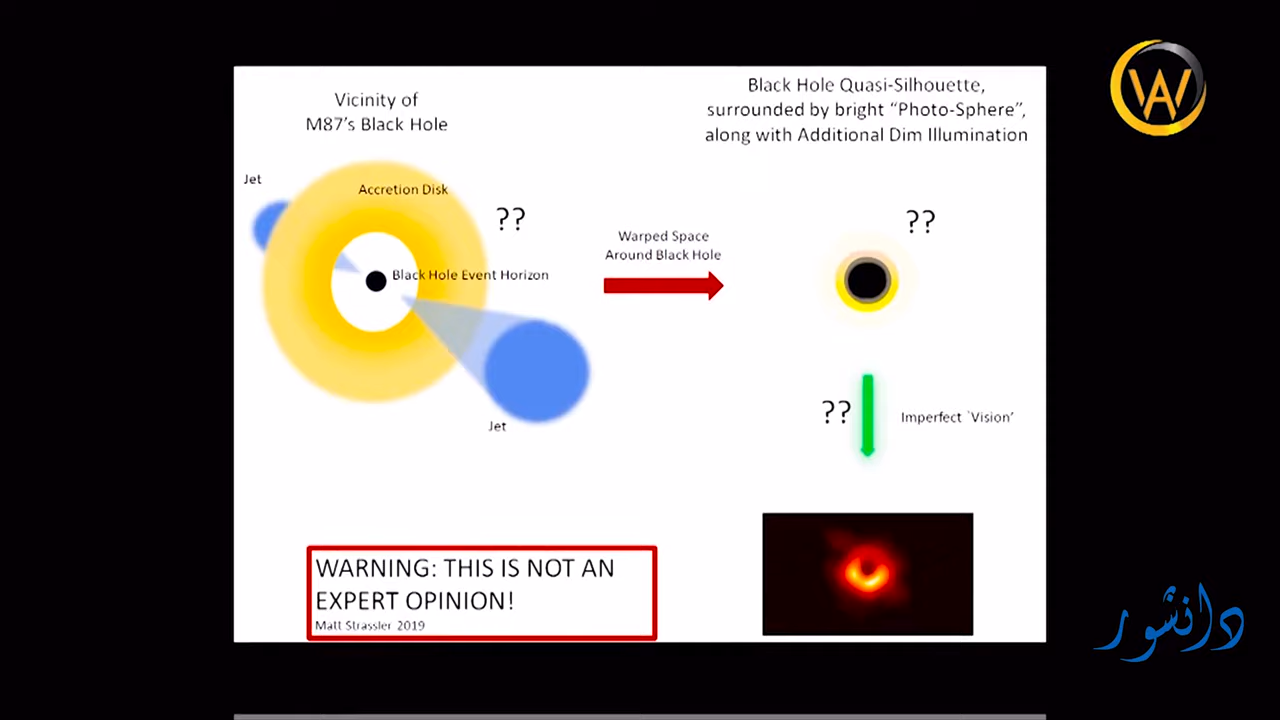 Vicinity of
M87's Black Hole
Black Hole Quasi-Silhouette,
surrounded by bright “Photo-Sphere”,
along with Additional Dim Illumination
Jet
Accretion Disk
??
Black Hole Event Horizon
Jet
Warped Space
Around Black Hole
??
??
Imperfect `Vision’
WARNING: THIS IS NOT AN
EXPERT OPINION!
Matt Strassler 2019
W
دانشور